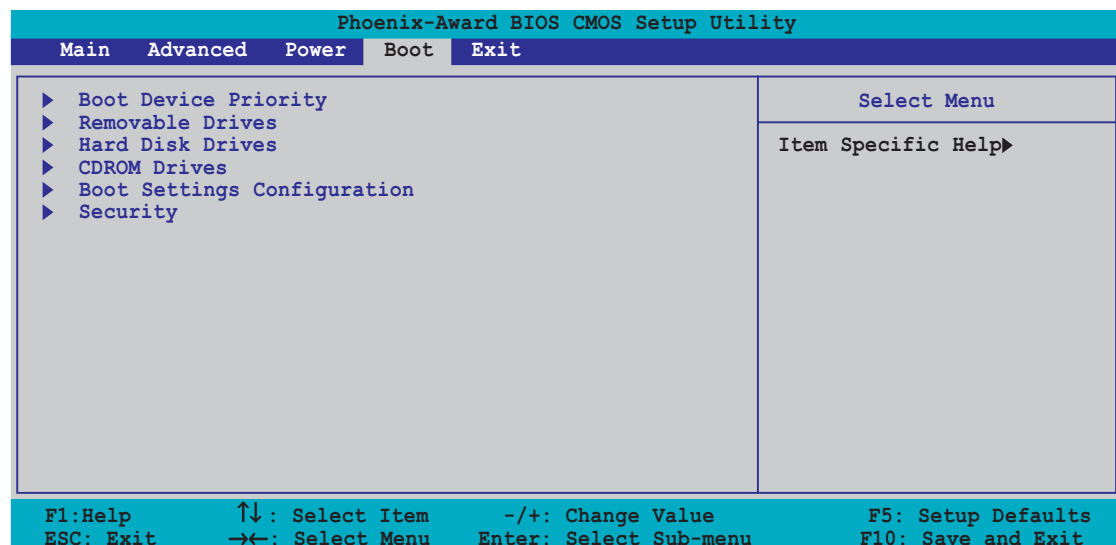 Phoenix-Award BIOS CMOS Setup Utility
Main Advanced Power Boot Exit
Boot Device Priority
Removable Drives
Hard Disk Drives
CDROM Drives
Boot Settings Configuration
Security
Select Menu
Item Specific Help
F1:Help ↑↓: Select Item -/+: Change Value F5: Setup Defaults
ESC: Exit →←: Select Menu Enter: Select Sub-menu F10: Save and Exit